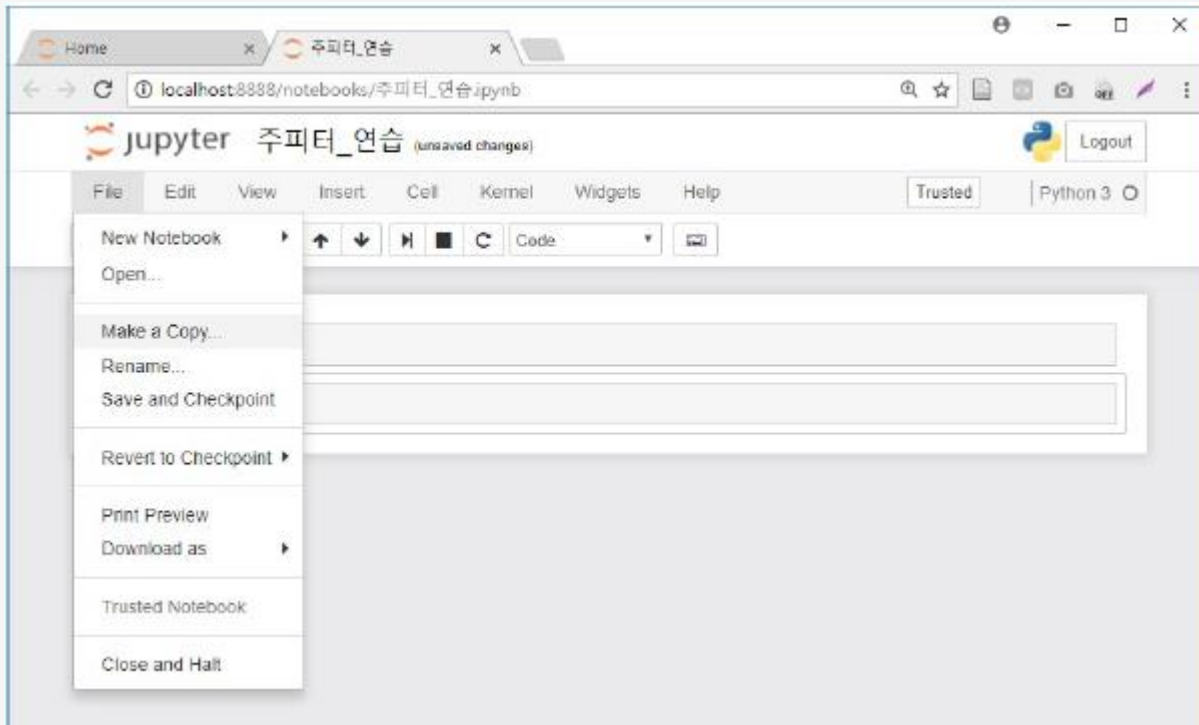 Home 주피터_연습
localhost:8888/notebooks/주피터_연습.ipynb
jupyter 주피터_연습 (unsaved changes) Logout
File Edit View Insert Cell Kernel Widgets Help Trusted Python 3
New Notebook Code
Open...
Make a Copy...
Rename...
Save and Checkpoint
Revert to Checkpoint
Print Preview
Download as
Trusted Notebook
Close and Halt